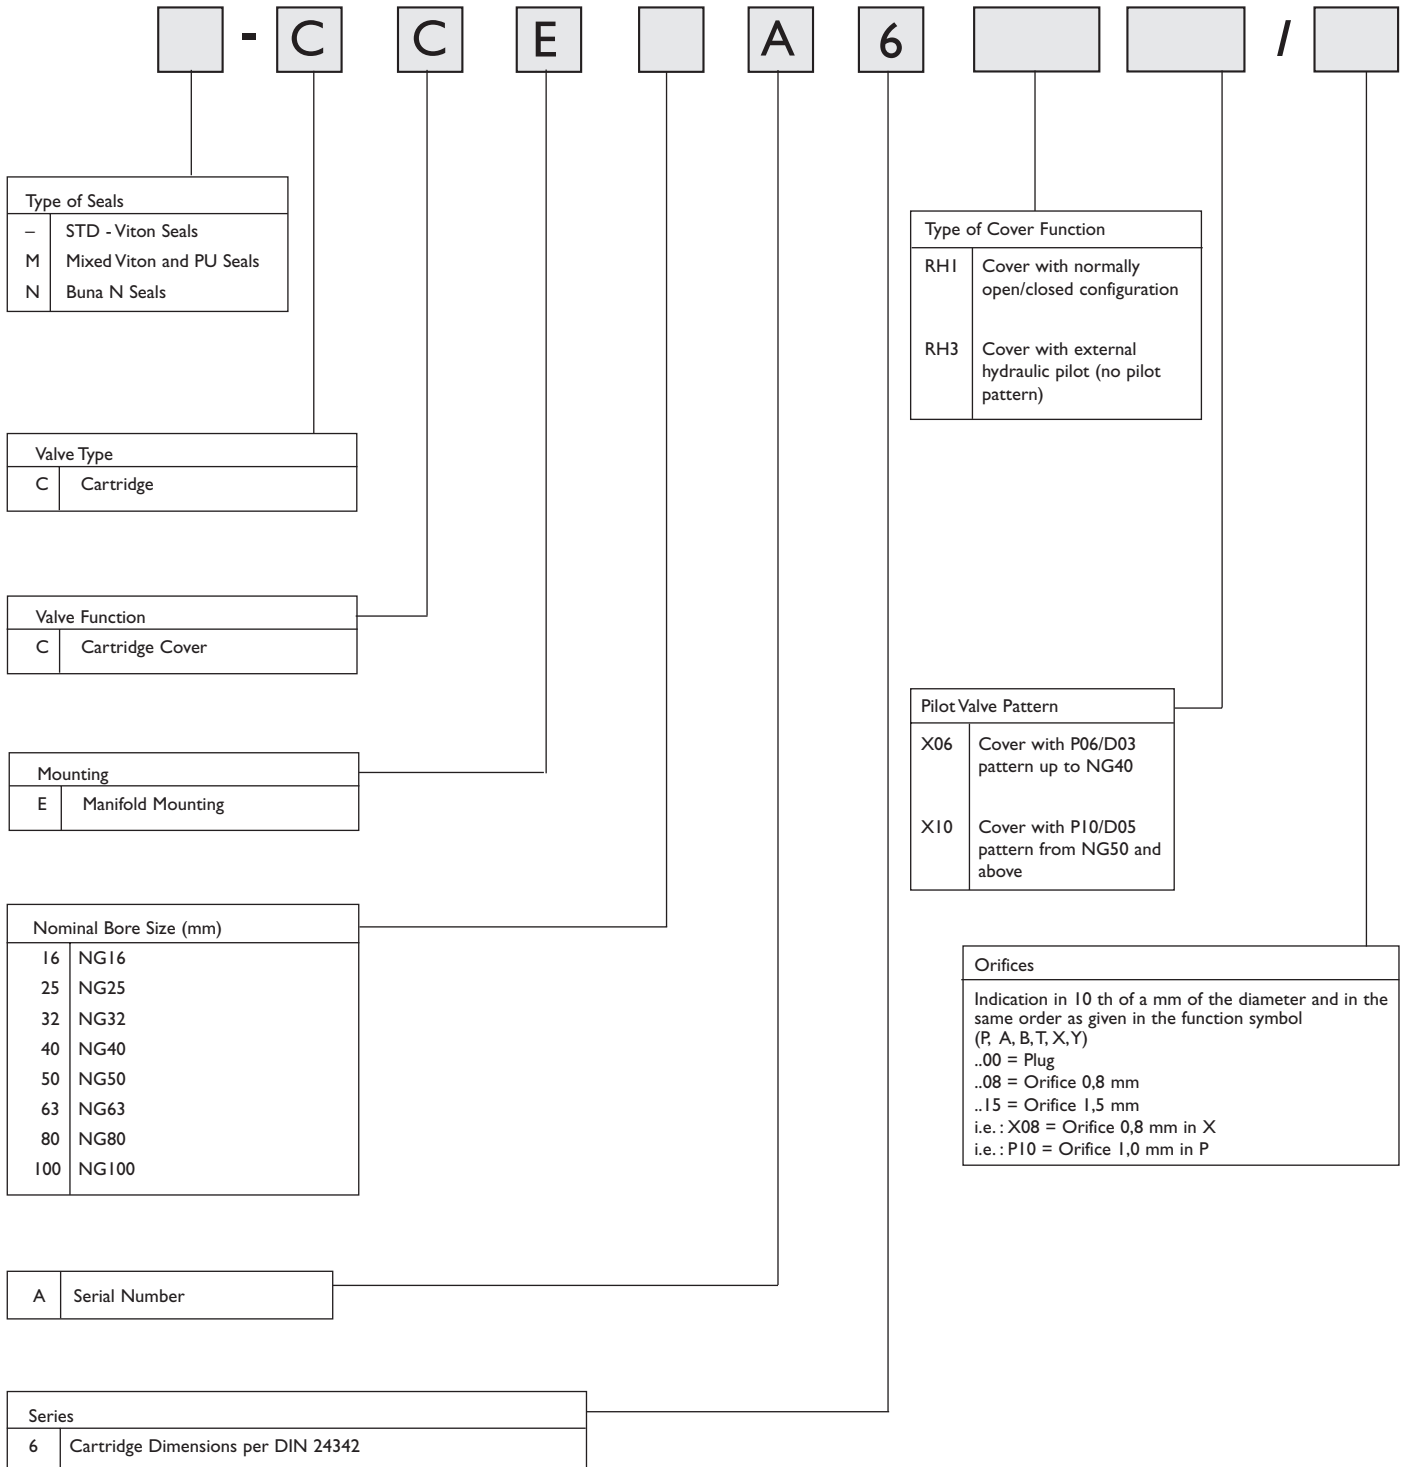 - C C E A 6 /
Type of Seals
– STD - Viton Seals
M Mixed Viton and PU Seals
N Buna N Seals
Type of Cover Function
RH1 Cover with normally
open/closed configuration
RH3 Cover with external
hydraulic pilot (no pilot
pattern)
Valve Type
C Cartridge
Valve Function
C Cartridge Cover
Pilot Valve Pattern
X06 Cover with P06/D03
pattern up to NG40
X10 Cover with P10/D05
pattern from NG50 and
above
Mounting
E Manifold Mounting
Nominal Bore Size (mm)
16 NG16
25 NG25
32 NG32
40 NG40
50 NG50
63 NG63
80 NG80
100 NG100
Orifices
Indication in 10 th of a mm of the diameter and in the
same order as given in the function symbol
(P, A, B, T, X, Y)
..00 = Plug
..08 = Orifice 0,8 mm
..15 = Orifice 1,5 mm
i.e. : X08 = Orifice 0,8 mm in X
i.e. : P10 = Orifice 1,0 mm in P
A Serial Number
Series
6 Cartridge Dimensions per DIN 24342